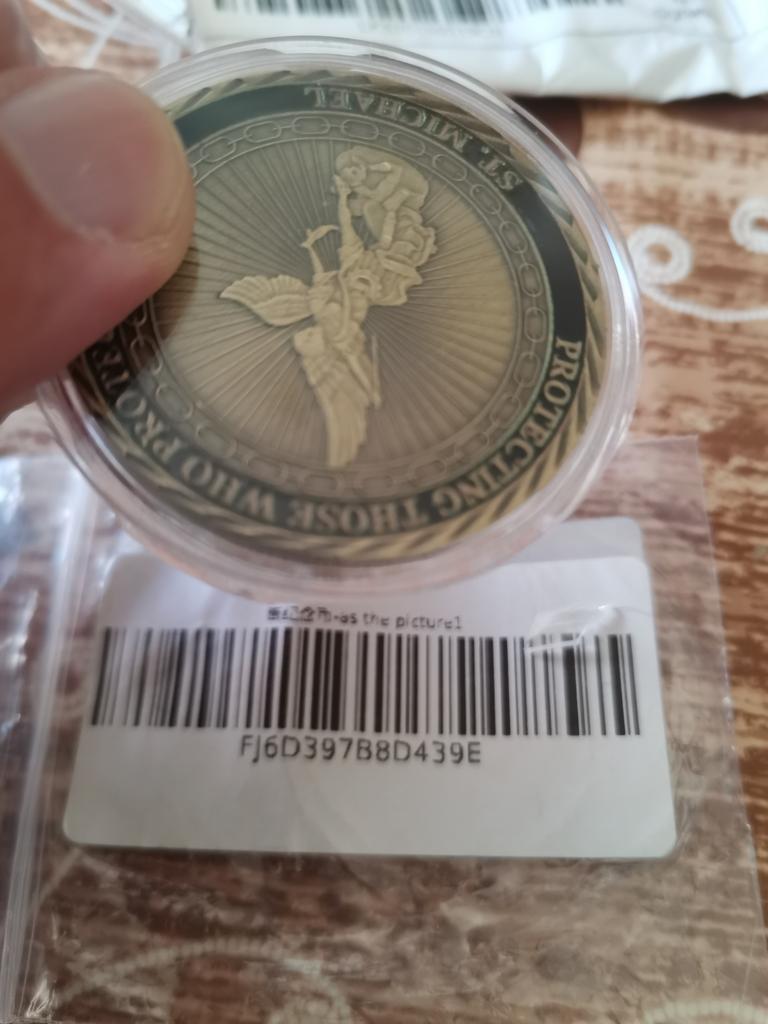 ST. MICHAEL
PROTECTING THOSE WHO
as the picture1
FJ6D397B8D439E